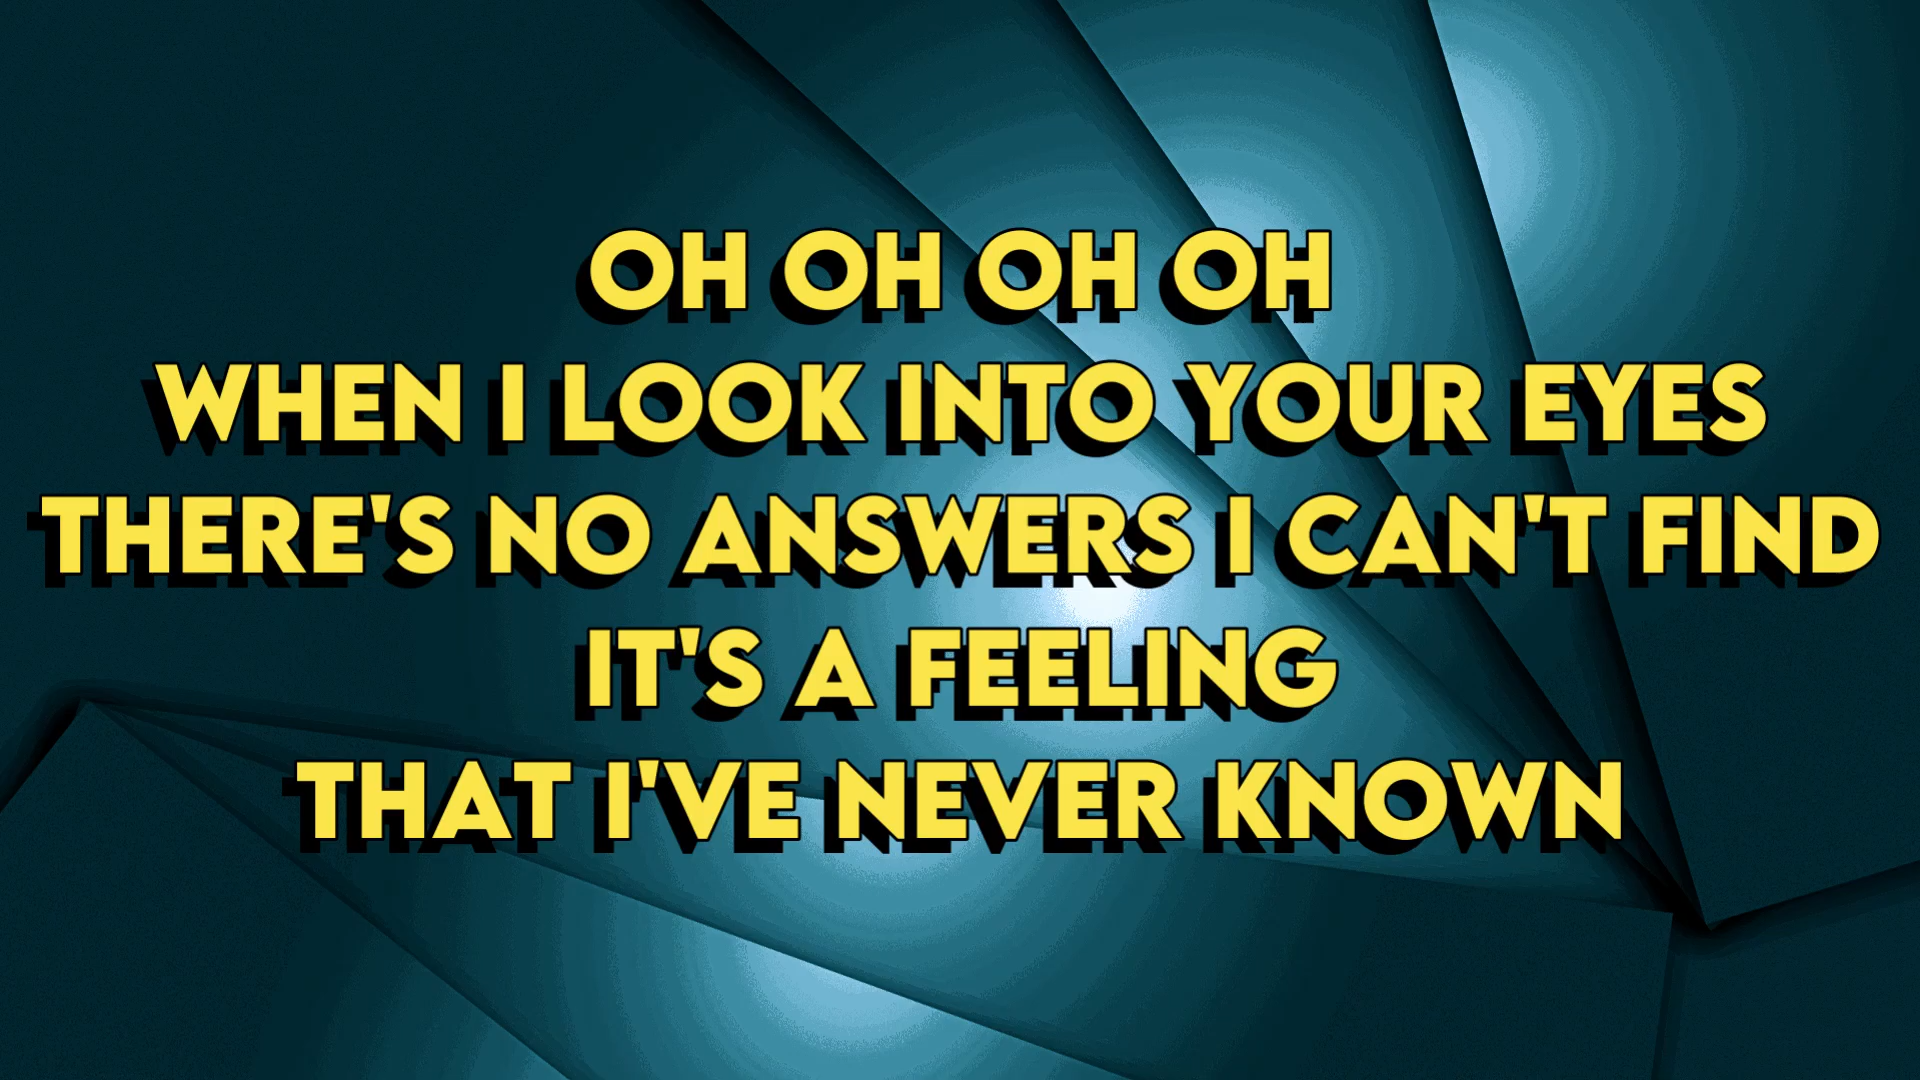 OH OH OH OH
WHEN I LOOK INTO YOUR EYES
THERE'S NO ANSWERS I CAN'T FIND
IT'S A FEELING
THAT I'VE NEVER KNOWN